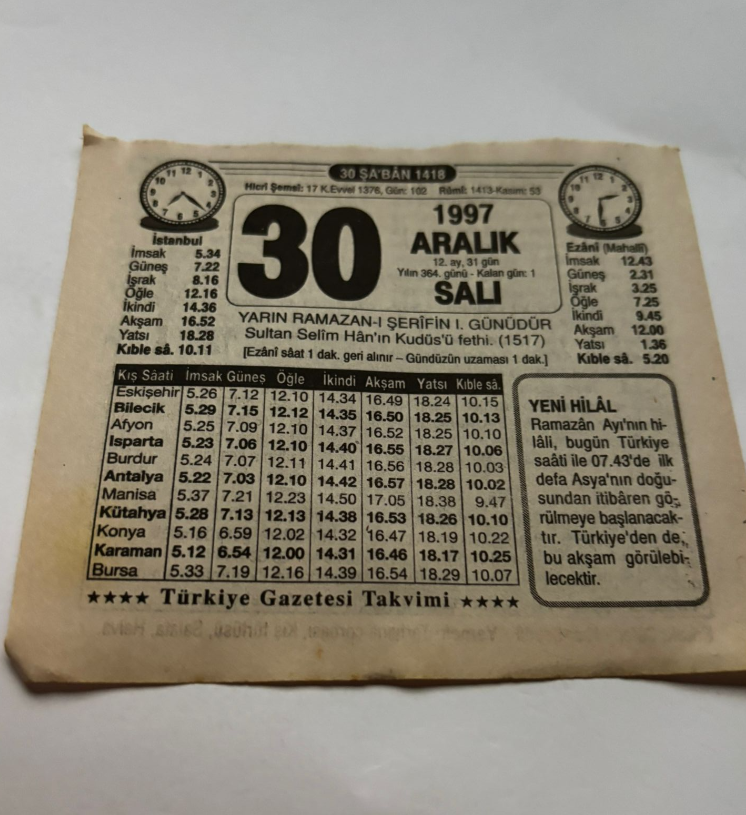 30 ŞA'BÂN 1418
Hicrî Şemsî: 17 K.Evvel 1376, Gün: 102 Rûmî: 1413-Kasım: 53
30
1997
ARALIK
12. ay, 31 gün
Yılın 364. günü - Kalan gün: 1
SALI
İstanbul
İmsak 5.34
Güneş 7.22
İşrak 8.16
Öğle 12.16
İkindi 14.36
Akşam 16.52
Yatsı 18.28
Kıble sâ. 10.11
Ezânî (Mahallî)
İmsak 12.43
Güneş 2.31
İşrak 3.25
Öğle 7.25
İkindi 9.45
Akşam 12.00
Yatsı 1.36
Kıble sâ. 5.20
YARIN RAMAZAN-I ŞERÎFİN I. GÜNÜDÜR
Sultan Selîm Hân'ın Kudüs'ü fethi. (1517)
[Ezânî sâat 1 dak. geri alınır – Gündüzün uzaması 1 dak.]
Kış Sâati İmsak Güneş Öğle İkindi Akşam Yatsı Kıble sâ.
Eskişehir 5.26 7.12 12.10 14.34 16.49 18.24 10.15
Bilecik 5.29 7.15 12.12 14.35 16.50 18.25 10.13
Afyon 5.25 7.09 12.10 14.37 16.52 18.25 10.10
Isparta 5.23 7.06 12.10 14.40 16.55 18.27 10.06
Burdur 5.24 7.07 12.11 14.41 16.56 18.28 10.03
Antalya 5.22 7.03 12.10 14.42 16.57 18.28 10.02
Manisa 5.37 7.21 12.23 14.50 17.05 18.38 9.47
Kütahya 5.28 7.13 12.13 14.38 16.53 18.26 10.10
Konya 5.16 6.59 12.02 14.32 16.47 18.19 10.22
Karaman 5.12 6.54 12.00 14.31 16.46 18.17 10.25
Bursa 5.33 7.19 12.16 14.39 16.54 18.29 10.07
★★★★ Türkiye Gazetesi Takvimi ★★★★
YENİ HİLÂL
Ramazân Ayı'nın hi-
lâli, bugün Türkiye
saâti ile 07.43'de ilk
defa Asya'nın doğu-
sundan itibâren gö-
rülmeye başlanacak-
tır. Türkiye'den de,
bu akşam görülebi-
lecektir.